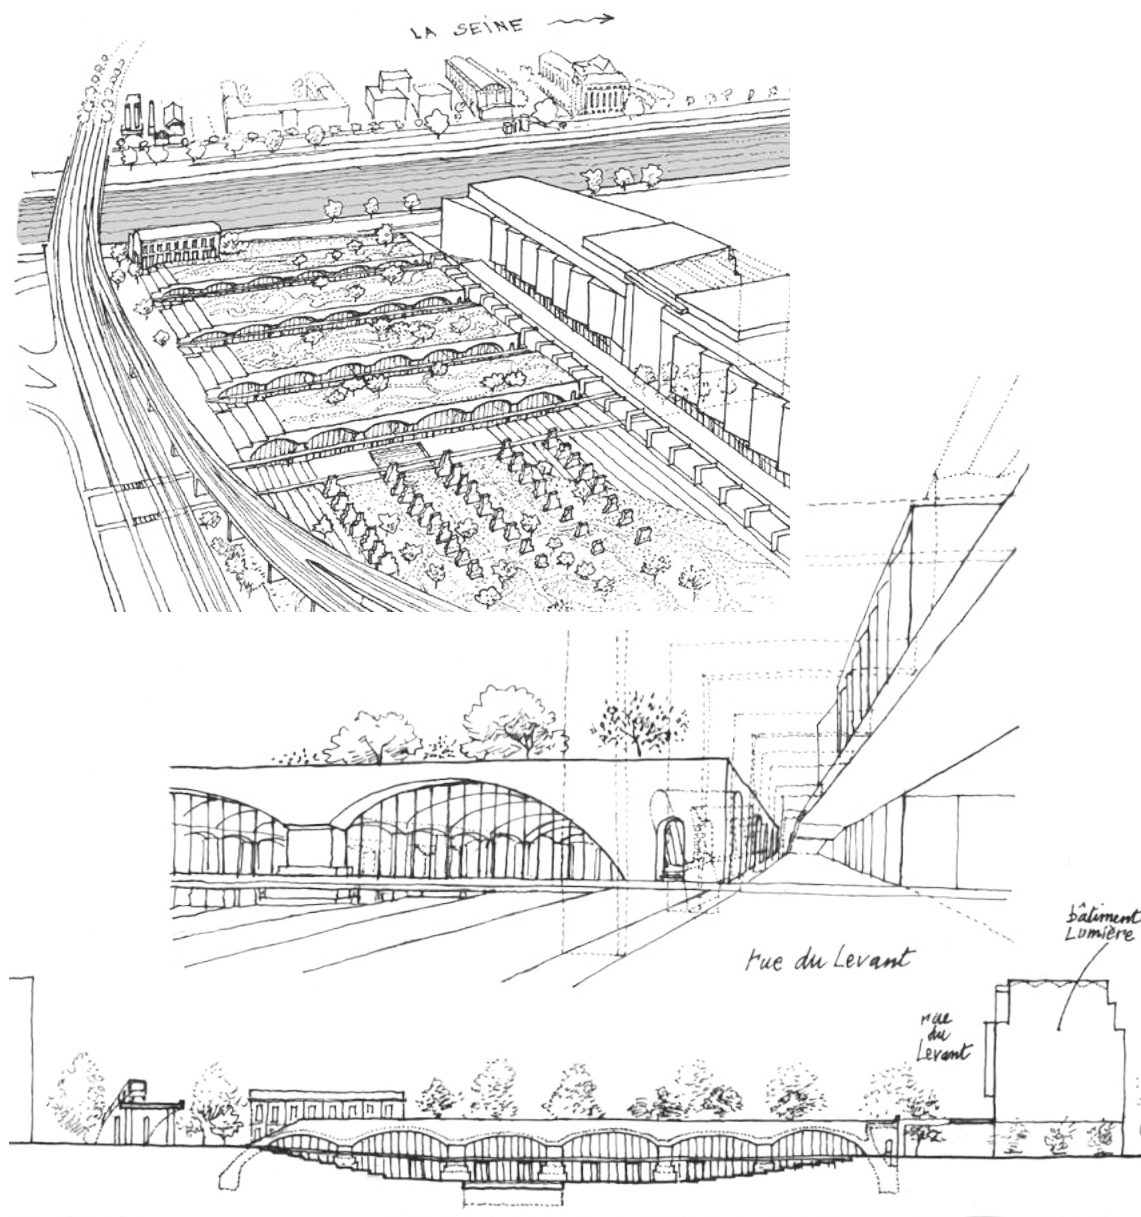 LA SEINE
rue du Levant
bâtiment
Lumière
rue
du
Levant